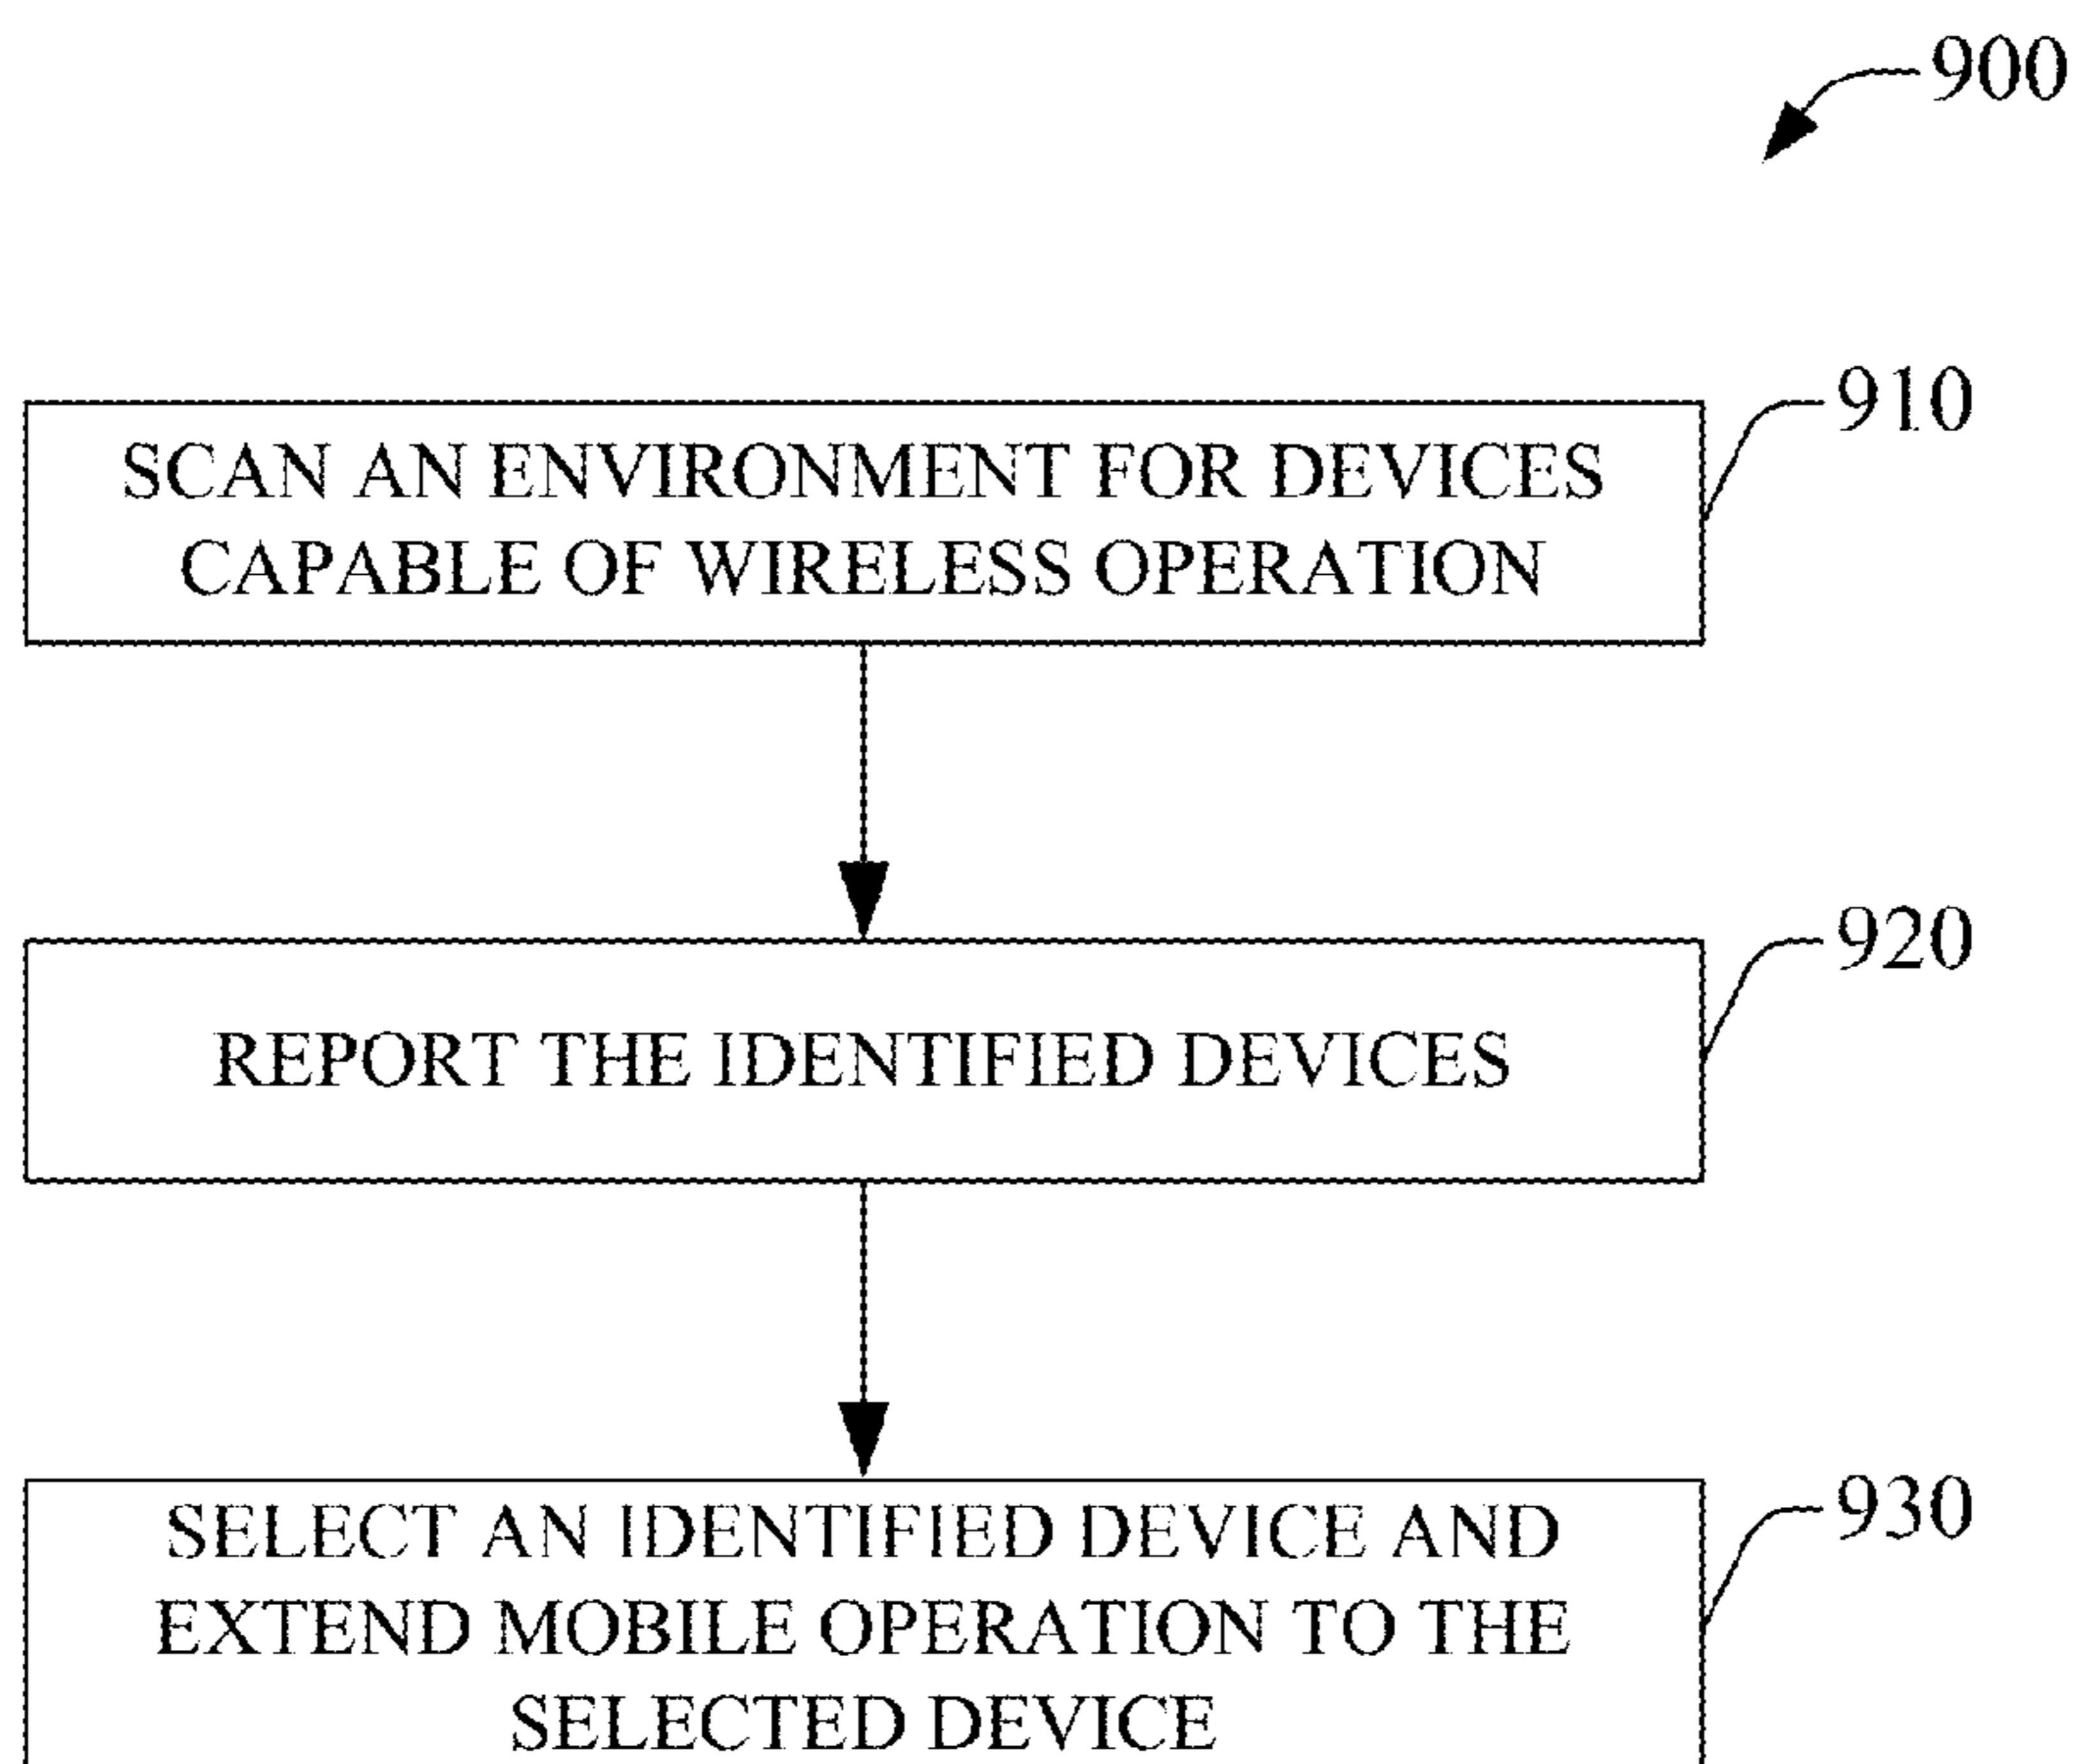 900
910
SCAN AN ENVIRONMENT FOR DEVICES
CAPABLE OF WIRELESS OPERATION
920
REPORT THE IDENTIFIED DEVICES
930
SELECT AN IDENTIFIED DEVICE AND
EXTEND MOBILE OPERATION TO THE
SELECTED DEVICE